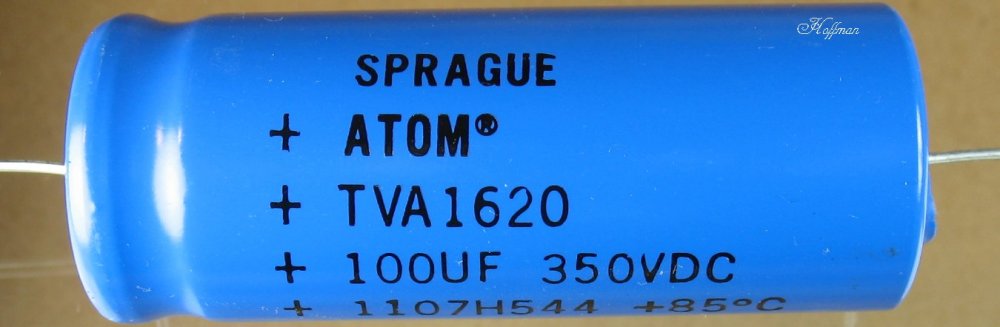 Hoffman
SPRAGUE
+ ATOM®
+ TVA1620
+ 100UF 350VDC
+ 1107H544 +85°C